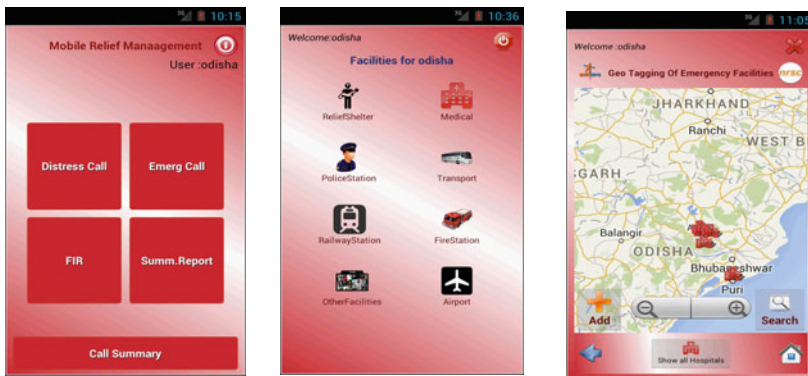 10:15
Mobile Relief Manaagement
User :odisha
Distress Call
Emerg Call
FIR
Summ.Report
Call Summary
10:36
Welcome:odisha
Facilities for odisha
ReliefShelter
Medical
PoliceStation
Transport
RailwayStation
FireStation
OtherFacilities
Airport
11:05
Welcome :odisha
Geo Tagging Of Emergency Facilities
nrsc
JHARKHAND
Ranchi
WEST B
GARH
Balangir
ODISHA
Bhubaneshwar
Puri
Add
Search
Show all Hospitals